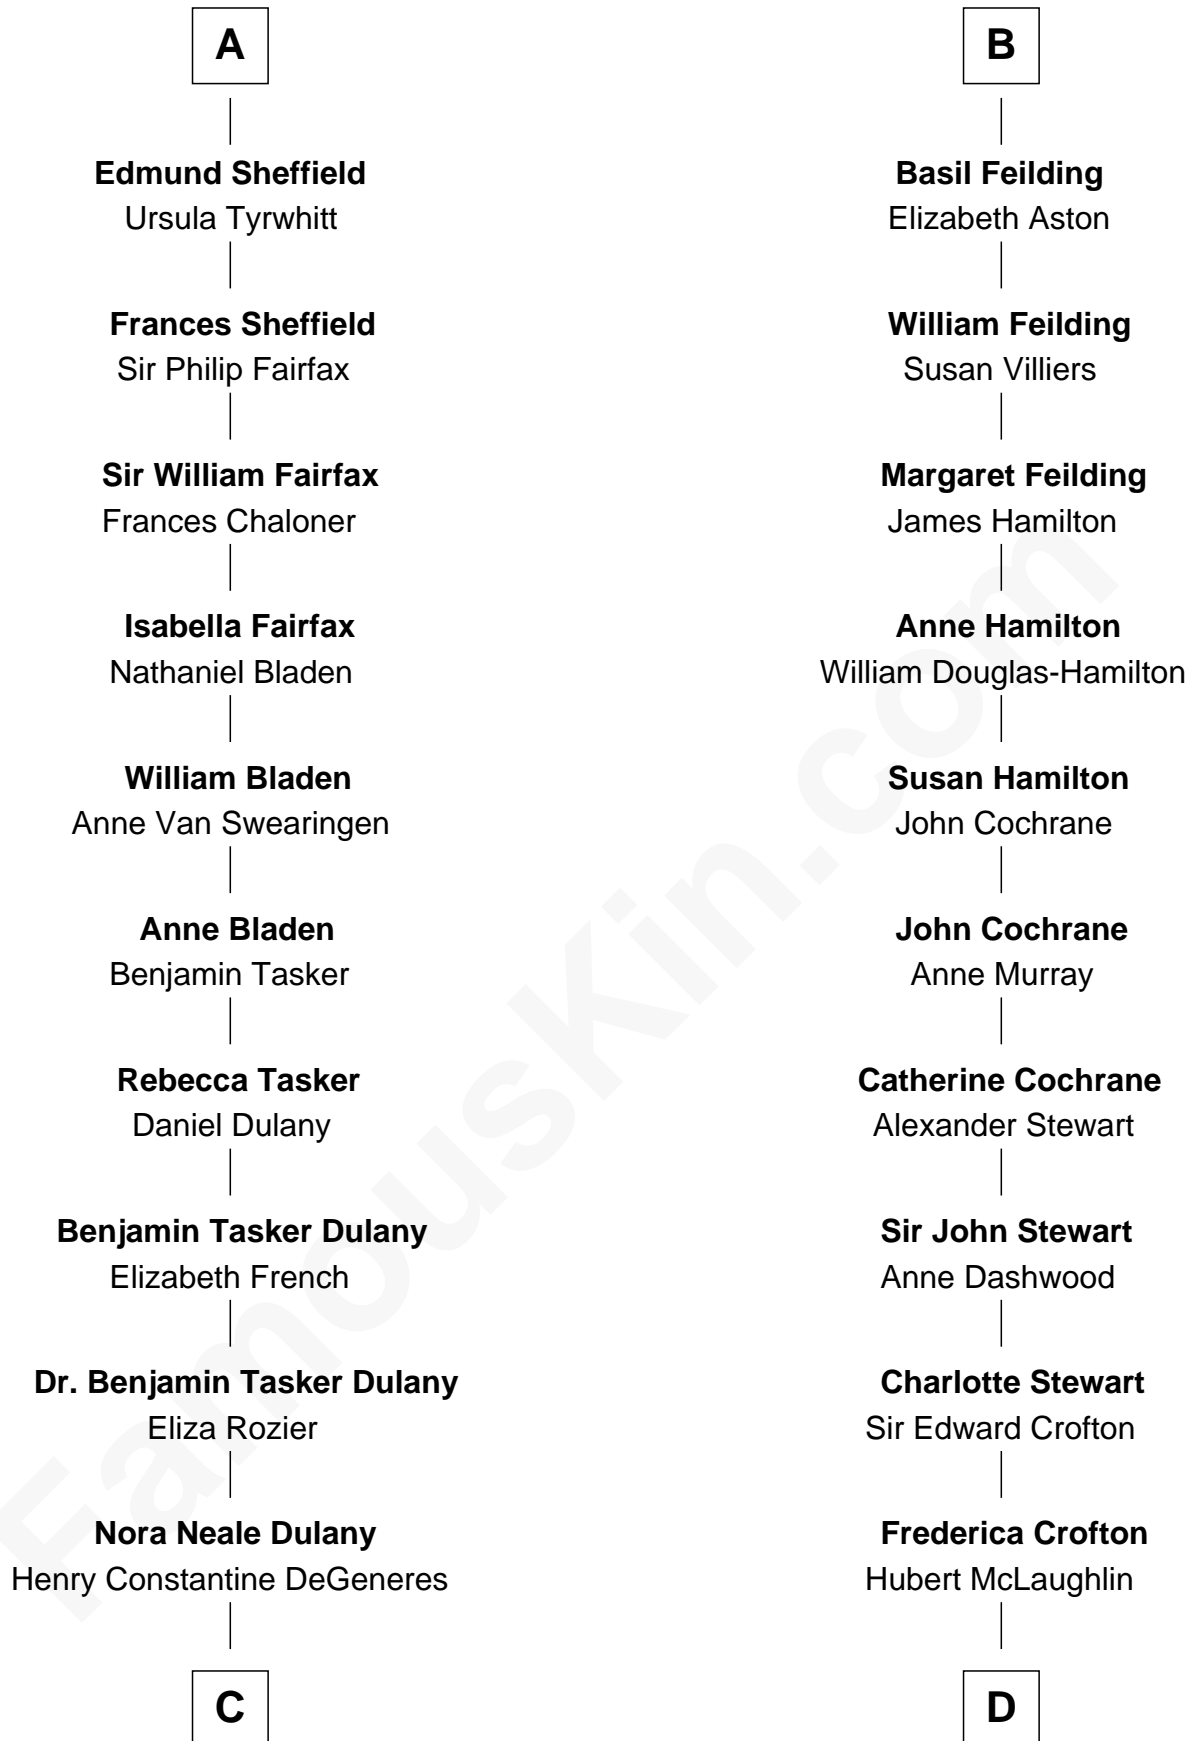 A
Edmund Sheffield
Ursula Tyrwhitt
Frances Sheffield
Sir Philip Fairfax
Sir William Fairfax
Frances Chaloner
Isabella Fairfax
Nathaniel Bladen
William Bladen
Anne Van Swearingen
Anne Bladen
Benjamin Tasker
Rebecca Tasker
Daniel Dulany
Benjamin Tasker Dulany
Elizabeth French
Dr. Benjamin Tasker Dulany
Eliza Rozier
Nora Neale Dulany
Henry Constantine DeGeneres
C
B
Basil Feilding
Elizabeth Aston
William Feilding
Susan Villiers
Margaret Feilding
James Hamilton
Anne Hamilton
William Douglas-Hamilton
Susan Hamilton
John Cochrane
John Cochrane
Anne Murray
Catherine Cochrane
Alexander Stewart
Sir John Stewart
Anne Dashwood
Charlotte Stewart
Sir Edward Crofton
Frederica Crofton
Hubert McLaughlin
D
FamousKin.com